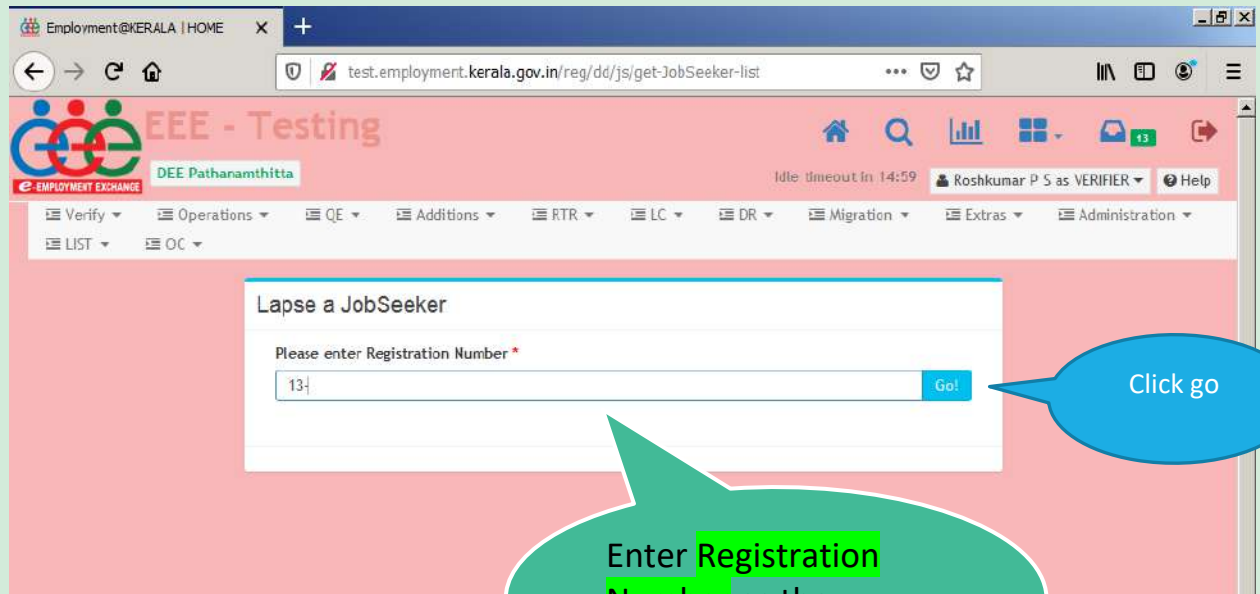 Employment@KERALA | HOME
test.employment.kerala.gov.in/reg/dd/js/get-JobSeeker-list
EEE - Testing
13
e-EMPLOYMENT EXCHANGE
DEE Pathanamthitta
Idle timeout in 14:59
Roshkumar P S as VERIFIER
Help
Verify Operations QE Additions RTR LC DR Migration Extras Administration
LIST OC
Lapse a JobSeeker
Please enter Registration Number *
13-
Go!
Click go
Enter Registration